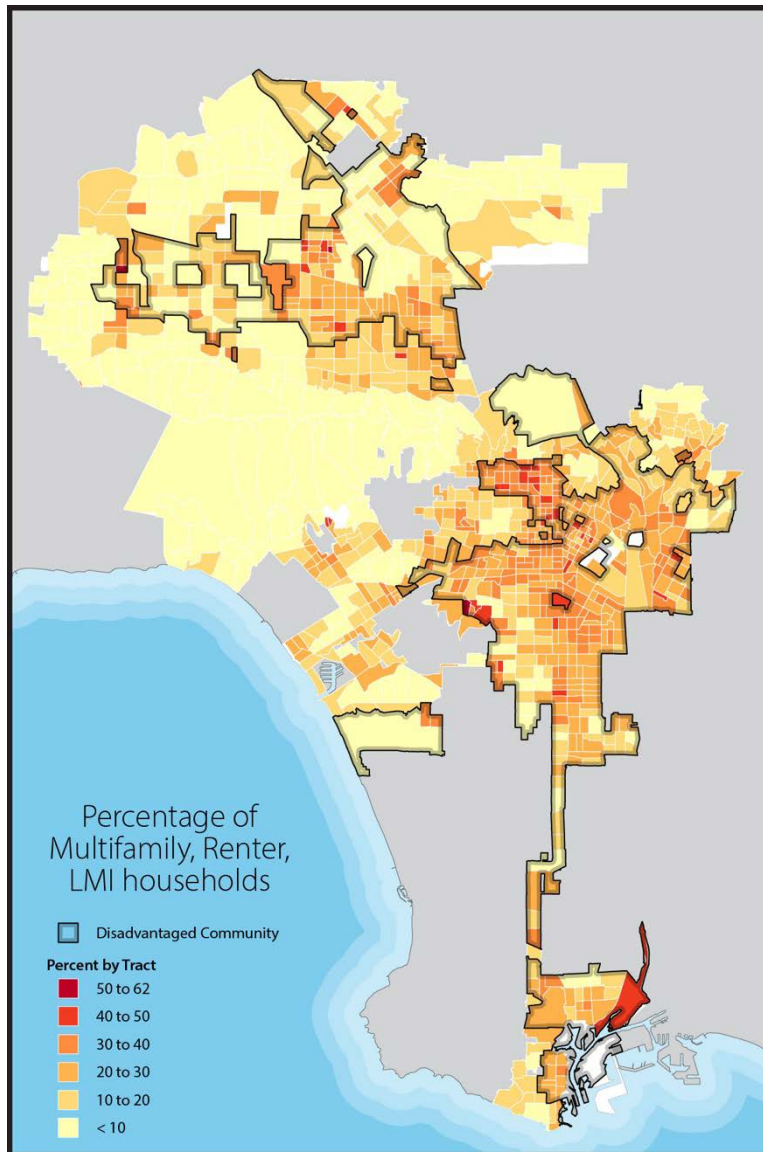 Percentage of
Multifamily, Renter,
LMI households
Disadvantaged Community
Percent by Tract
50 to 62
40 to 50
30 to 40
20 to 30
10 to 20
< 10